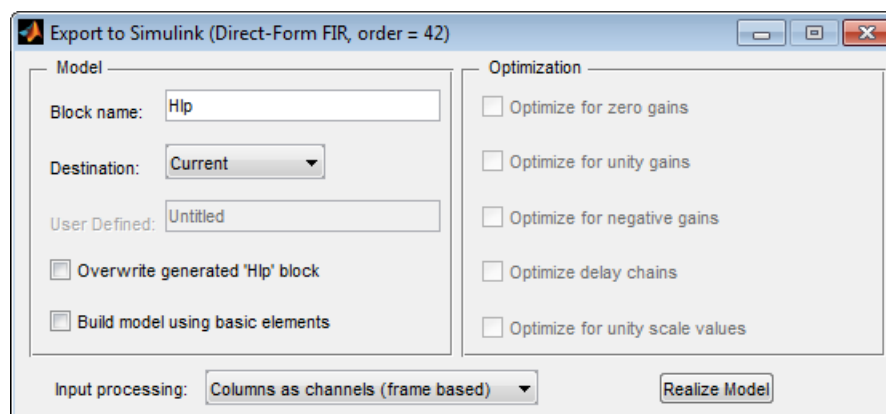 Export to Simulink (Direct-Form FIR, order = 42)
Model
Block name: Hlp
Destination: Current
User Defined: Untitled
Overwrite generated 'Hlp' block
Build model using basic elements
Optimization
Optimize for zero gains
Optimize for unity gains
Optimize for negative gains
Optimize delay chains
Optimize for unity scale values
Input processing: Columns as channels (frame based) Realize Model